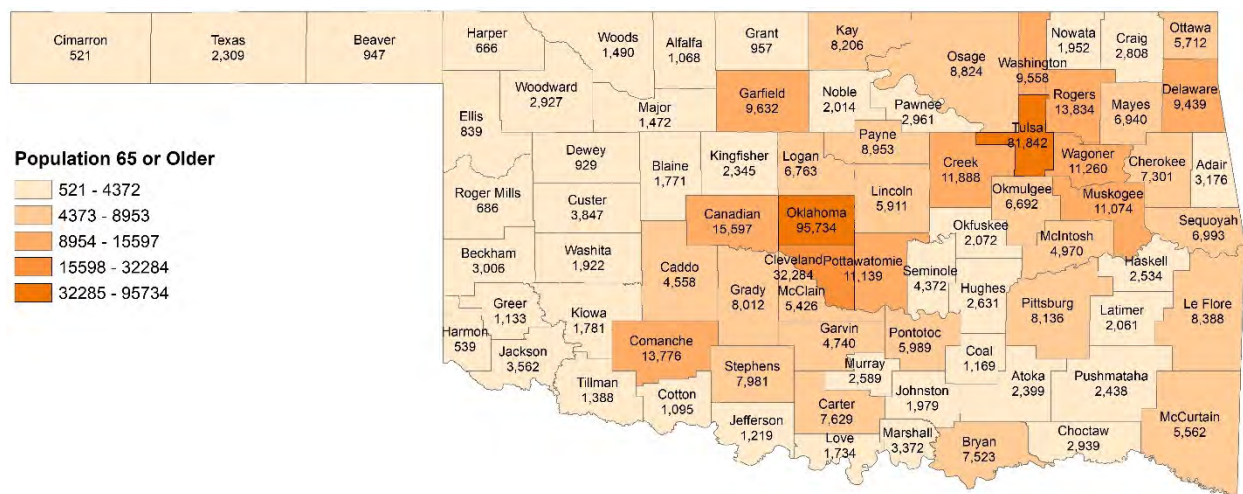 Cimarron
521
Texas
2,309
Beaver
947
Harper
666
Woods
1,490
Alfalfa
1,068
Grant
957
Kay
8,206
Osage
8,824
Washington
9,558
Nowata
1,952
Craig
2,808
Ottawa
5,712
Woodward
2,927
Major
1,472
Garfield
9,632
Noble
2,014
Pawnee
2,961
Rogers
13,834
Mayes
6,940
Delaware
9,439
Ellis
839
Tulsa
81,842
Payne
8,953
Population 65 or Older
521 - 4372
4373 - 8953
8954 - 15597
15598 - 32284
32285 - 95734
Dewey
929
Blaine
1,771
Kingfisher
2,345
Logan
6,763
Creek
11,888
Wagoner
11,260
Cherokee
7,301
Adair
3,176
Roger Mills
686
Custer
3,847
Lincoln
5,911
Okmulgee
6,692
Muskogee
11,074
Canadian
15,597
Oklahoma
95,734
Okfuskee
2,072
McIntosh
4,970
Sequoyah
6,993
Beckham
3,006
Washita
1,922
Caddo
4,558
Cleveland
32,284
Pottawatomie
11,139
Seminole
4,372
Haskell
2,534
Grady
8,012
McClain
5,426
Hughes
2,631
Pittsburg
8,136
Latimer
2,061
Le Flore
8,388
Greer
1,133
Kiowa
1,781
Harmon
539
Jackson
3,562
Comanche
13,776
Garvin
4,740
Pontotoc
5,989
Coal
1,169
Stephens
7,981
Murray
2,589
Tillman
1,388
Cotton
1,095
Johnston
1,979
Atoka
2,399
Pushmataha
2,438
Carter
7,629
Jefferson
1,219
Love
1,734
Marshall
3,372
Bryan
7,523
Choctaw
2,939
McCurtain
5,562